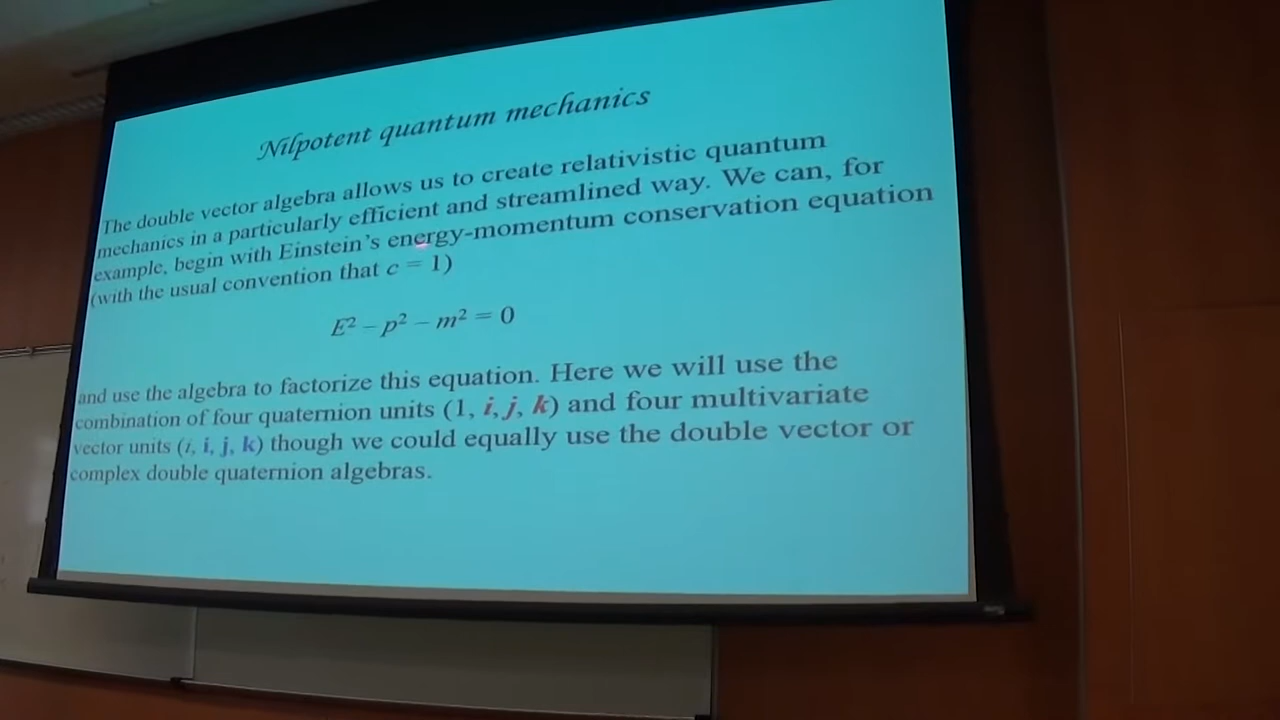 Nilpotent quantum mechanics
The double vector algebra allows us to create relativistic quantum
mechanics in a particularly efficient and streamlined way. We can, for
example, begin with Einstein's energy-momentum conservation equation
(with the usual convention that c = 1)
E² – p² – m² = 0
and use the algebra to factorize this equation. Here we will use the
combination of four quaternion units (1, i, j, k) and four multivariate
vector units (i, i, j, k) though we could equally use the double vector or
complex double quaternion algebras.